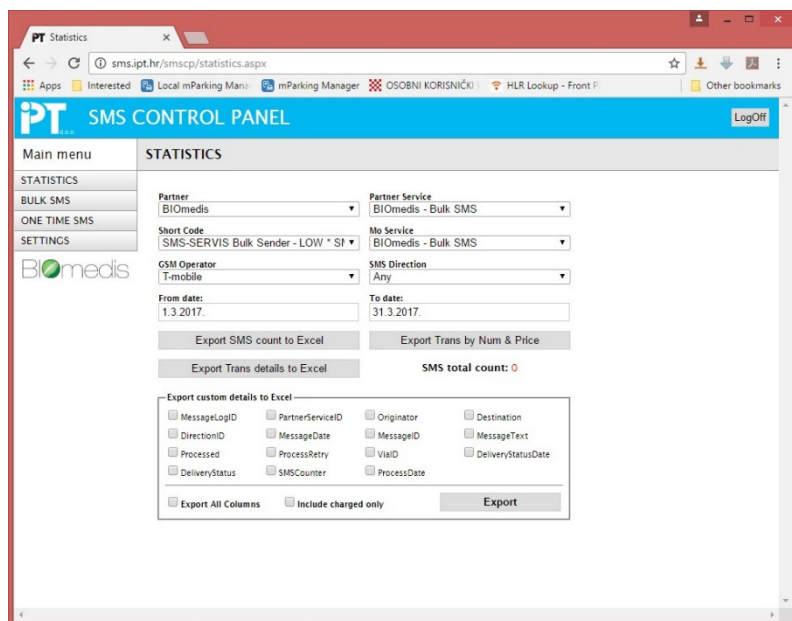 PT Statistics
sms.ipt.hr/smscp/statistics.aspx
Apps Interested Local mParking Mana mParking Manager OSOBNI KORISNIČKI HLR Lookup - Front P Other bookmarks
iPT d.o.o. SMS CONTROL PANEL LogOff
Main menu STATISTICS
STATISTICS
BULK SMS
ONE TIME SMS
SETTINGS
BIOmedis
Partner Partner Service
BIOmedis BIOmedis - Bulk SMS
Short Code Mo Service
SMS-SERVIS Bulk Sender - LOW * SM BIOmedis - Bulk SMS
GSM Operator SMS Direction
T-mobile Any
From date: To date:
1.3.2017. 31.3.2017.
Export SMS count to Excel Export Trans by Num & Price
Export Trans details to Excel SMS total count: 0
Export custom details to Excel
MessageLogID PartnerServiceID Originator Destination
DirectionID MessageDate MessageID MessageText
Processed ProcessRetry ViaID DeliveryStatusDate
DeliveryStatus SMSCounter ProcessDate
Export All Columns Include charged only Export